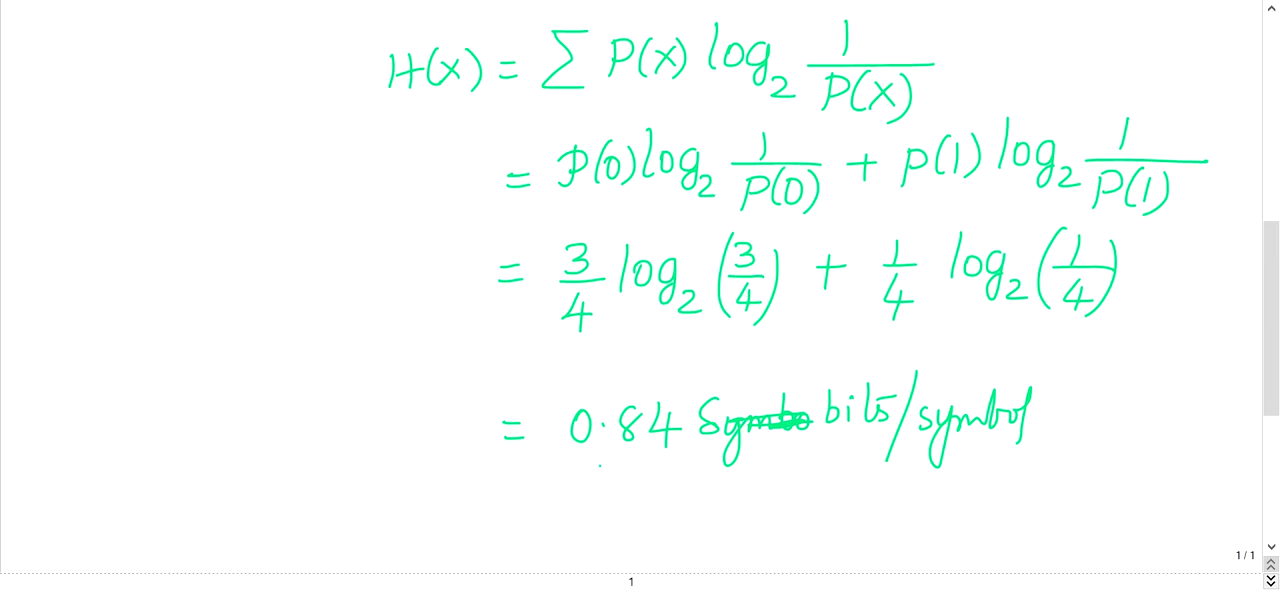 H(x) = ∑ P(x) log₂ 1/P(x)
= P(0) log₂ 1/P(0) + P(1) log₂ 1/P(1)
= 3/4 log₂ (3/4) + 1/4 log₂ (1/4)
= 0.84 Symbo bits/symbol
1 / 1
1